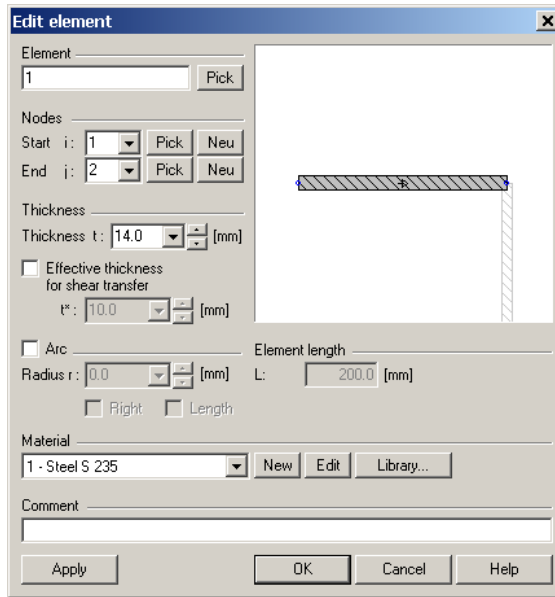 Edit element
Element
1 Pick
Nodes
Start i: 1 Pick Neu
End j: 2 Pick Neu
Thickness
Thickness t: 14.0 [mm]
Effective thickness
for shear transfer
t*: 10.0 [mm]
Arc Element length
Radius r: 0.0 [mm] L: 200.0 [mm]
Right Length
Material
1 - Steel S 235 New Edit Library...
Comment
Apply OK Cancel Help